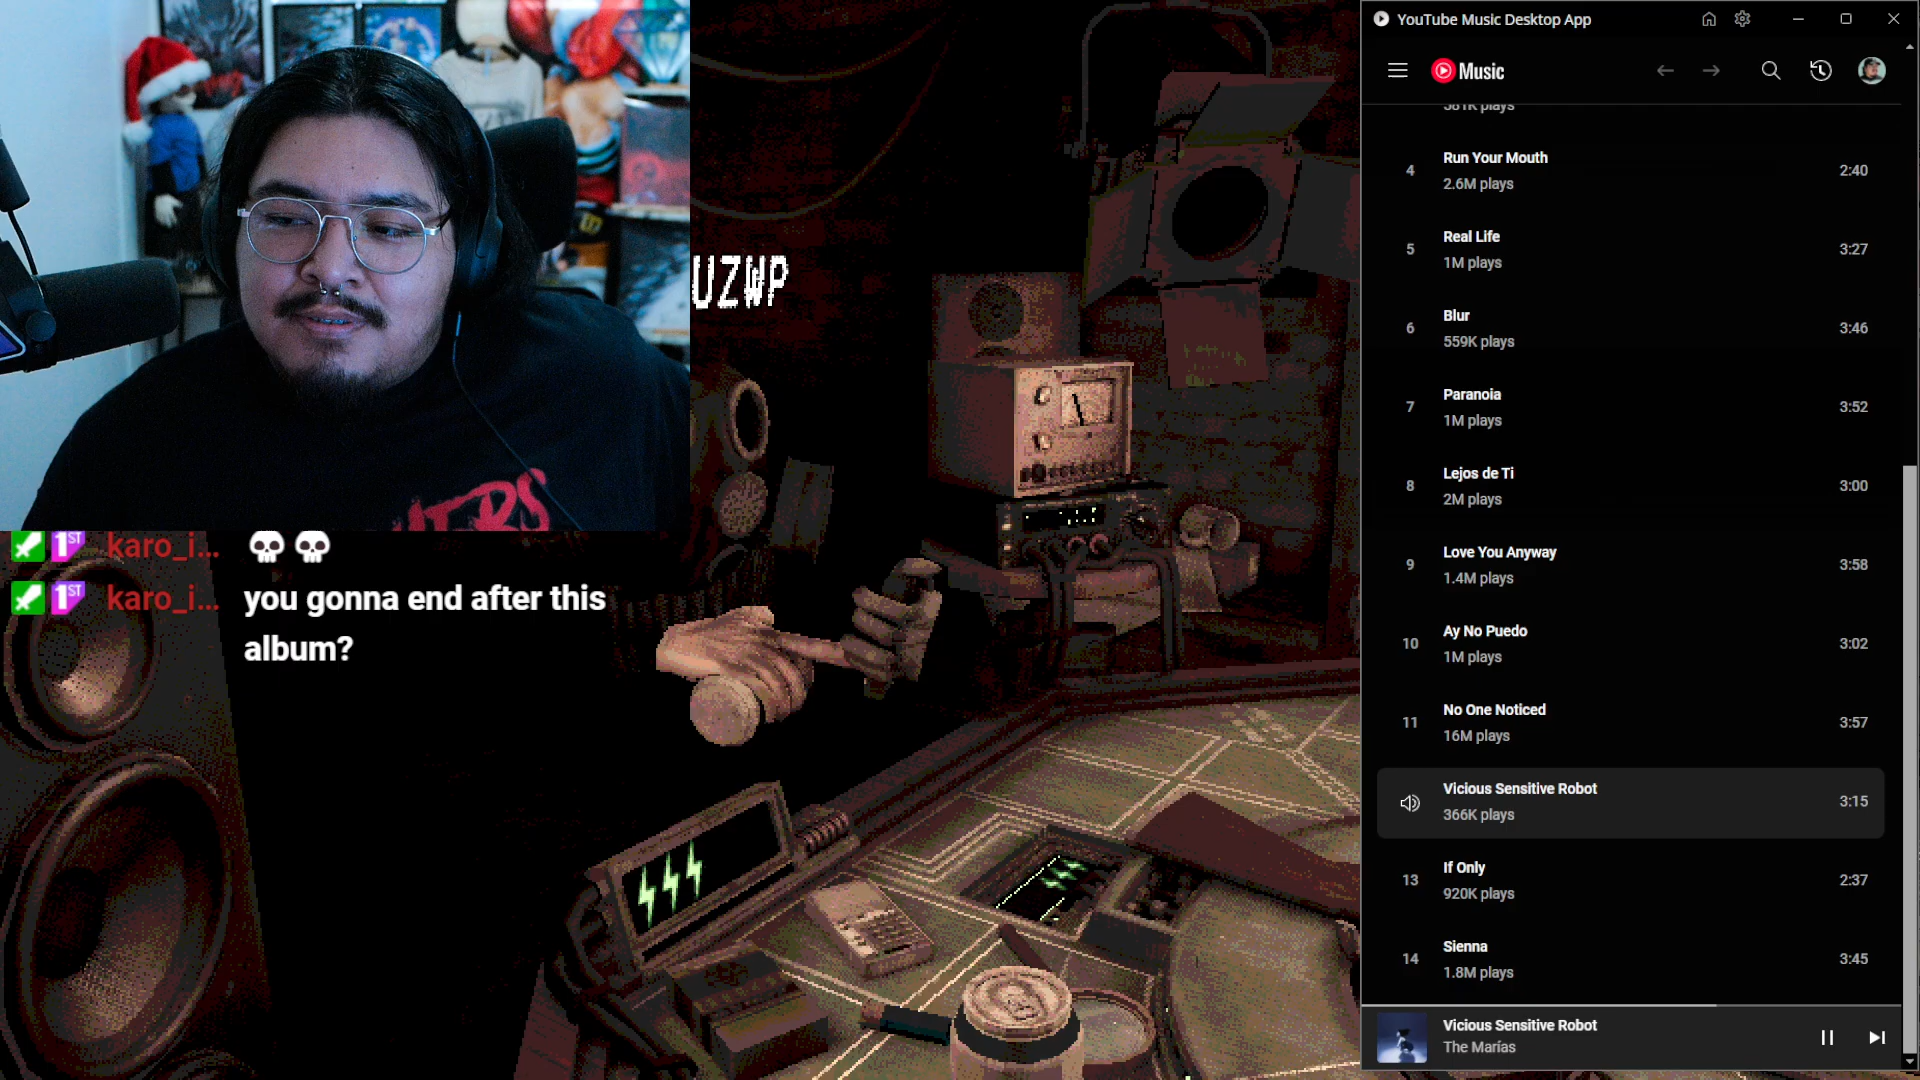 UZWP
karo_i...
1ST karo_i... you gonna end after this
album?
YouTube Music Desktop App
Music
381K plays
4 Run Your Mouth 2:40
2.6M plays
5 Real Life 3:27
1M plays
6 Blur 3:46
559K plays
7 Paranoia 3:52
1M plays
8 Lejos de Ti 3:00
2M plays
9 Love You Anyway 3:58
1.4M plays
10 Ay No Puedo 3:02
1M plays
11 No One Noticed 3:57
16M plays
Vicious Sensitive Robot 3:15
366K plays
13 If Only 2:37
920K plays
14 Sienna 3:45
1.8M plays
Vicious Sensitive Robot
The Marías